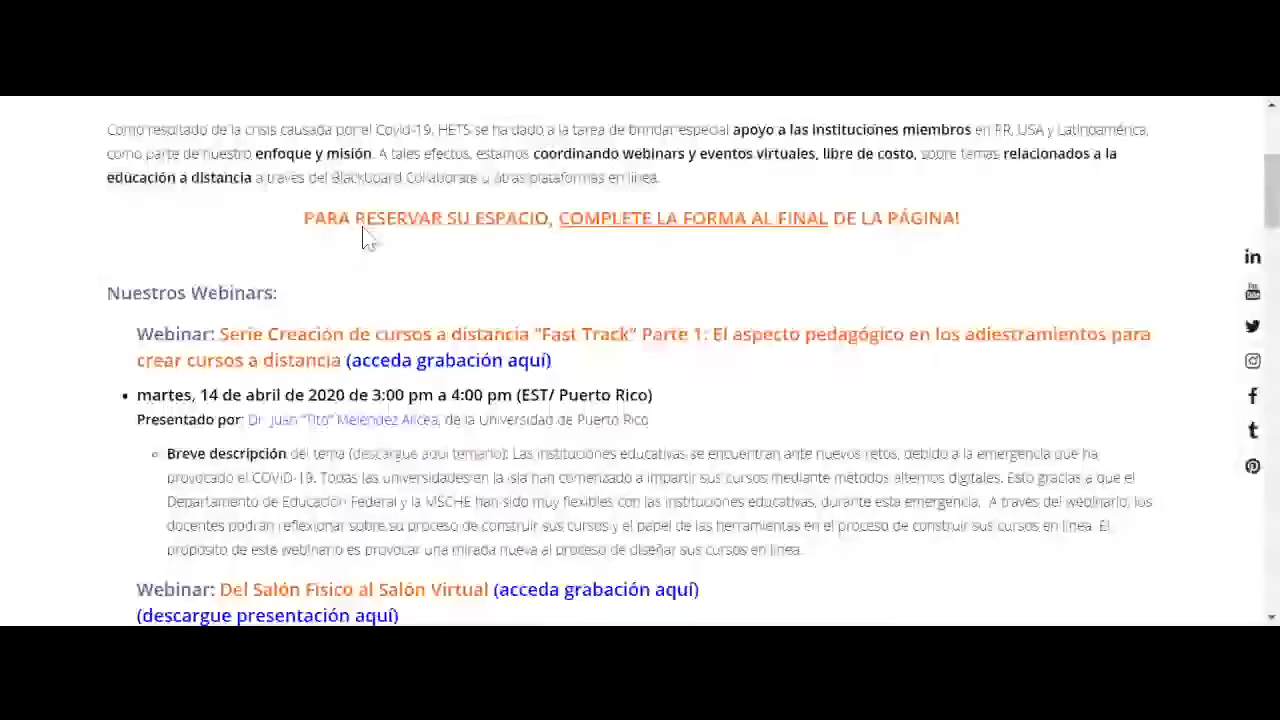 Como resultado de la crisis causada por el Covid-19, HETS se ha dado a la tarea de brindar especial apoyo a las instituciones miembros en PR, USA y Latinoamérica,
como parte de nuestro enfoque y misión. A tales efectos, estamos coordinando webinars y eventos virtuales, libre de costo, sobre temas relacionados a la
educación a distancia a través del Blackboard Collaborate u otras plataformas en línea.
PARA RESERVAR SU ESPACIO, COMPLETE LA FORMA AL FINAL DE LA PÁGINA!
Nuestros Webinars:
Webinar: Serie Creación de cursos a distancia "Fast Track" Parte 1: El aspecto pedagógico en los adiestramientos para
crear cursos a distancia (acceda grabación aquí)
martes, 14 de abril de 2020 de 3:00 pm a 4:00 pm (EST/ Puerto Rico)
Presentado por: Dr. Juan "Tito" Meléndez Alicea, de la Universidad de Puerto Rico
Breve descripción del tema (descargue aquí temario): Las instituciones educativas se encuentran ante nuevos retos, debido a la emergencia que ha
provocado el COVID-19. Todas las universidades en la isla han comenzado a impartir sus cursos mediante métodos alternos digitales. Esto gracias a que el
Departamento de Educación Federal y la MSCHE han sido muy flexibles con las instituciones educativas, durante esta emergencia. A través del webinario, los
docentes podrán reflexionar sobre su proceso de construir sus cursos y el papel de las herramientas en el proceso de construir sus cursos en línea. El
propósito de este webinario es provocar una mirada nueva al proceso de diseñar sus cursos en línea.
Webinar: Del Salón Físico al Salón Virtual (acceda grabación aquí)
(descargue presentación aquí)